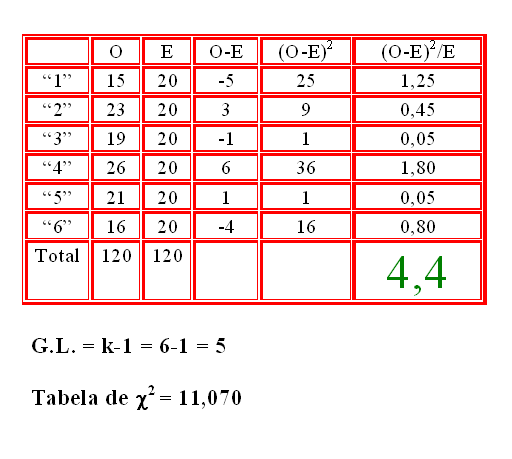 O E O-E (O-E)² (O-E)²/E
“1” 15 20 -5 25 1,25
“2” 23 20 3 9 0,45
“3” 19 20 -1 1 0,05
“4” 26 20 6 36 1,80
“5” 21 20 1 1 0,05
“6” 16 20 -4 16 0,80
Total 120 120 4,4
G.L. = k-1 = 6-1 = 5
Tabela de χ² = 11,070